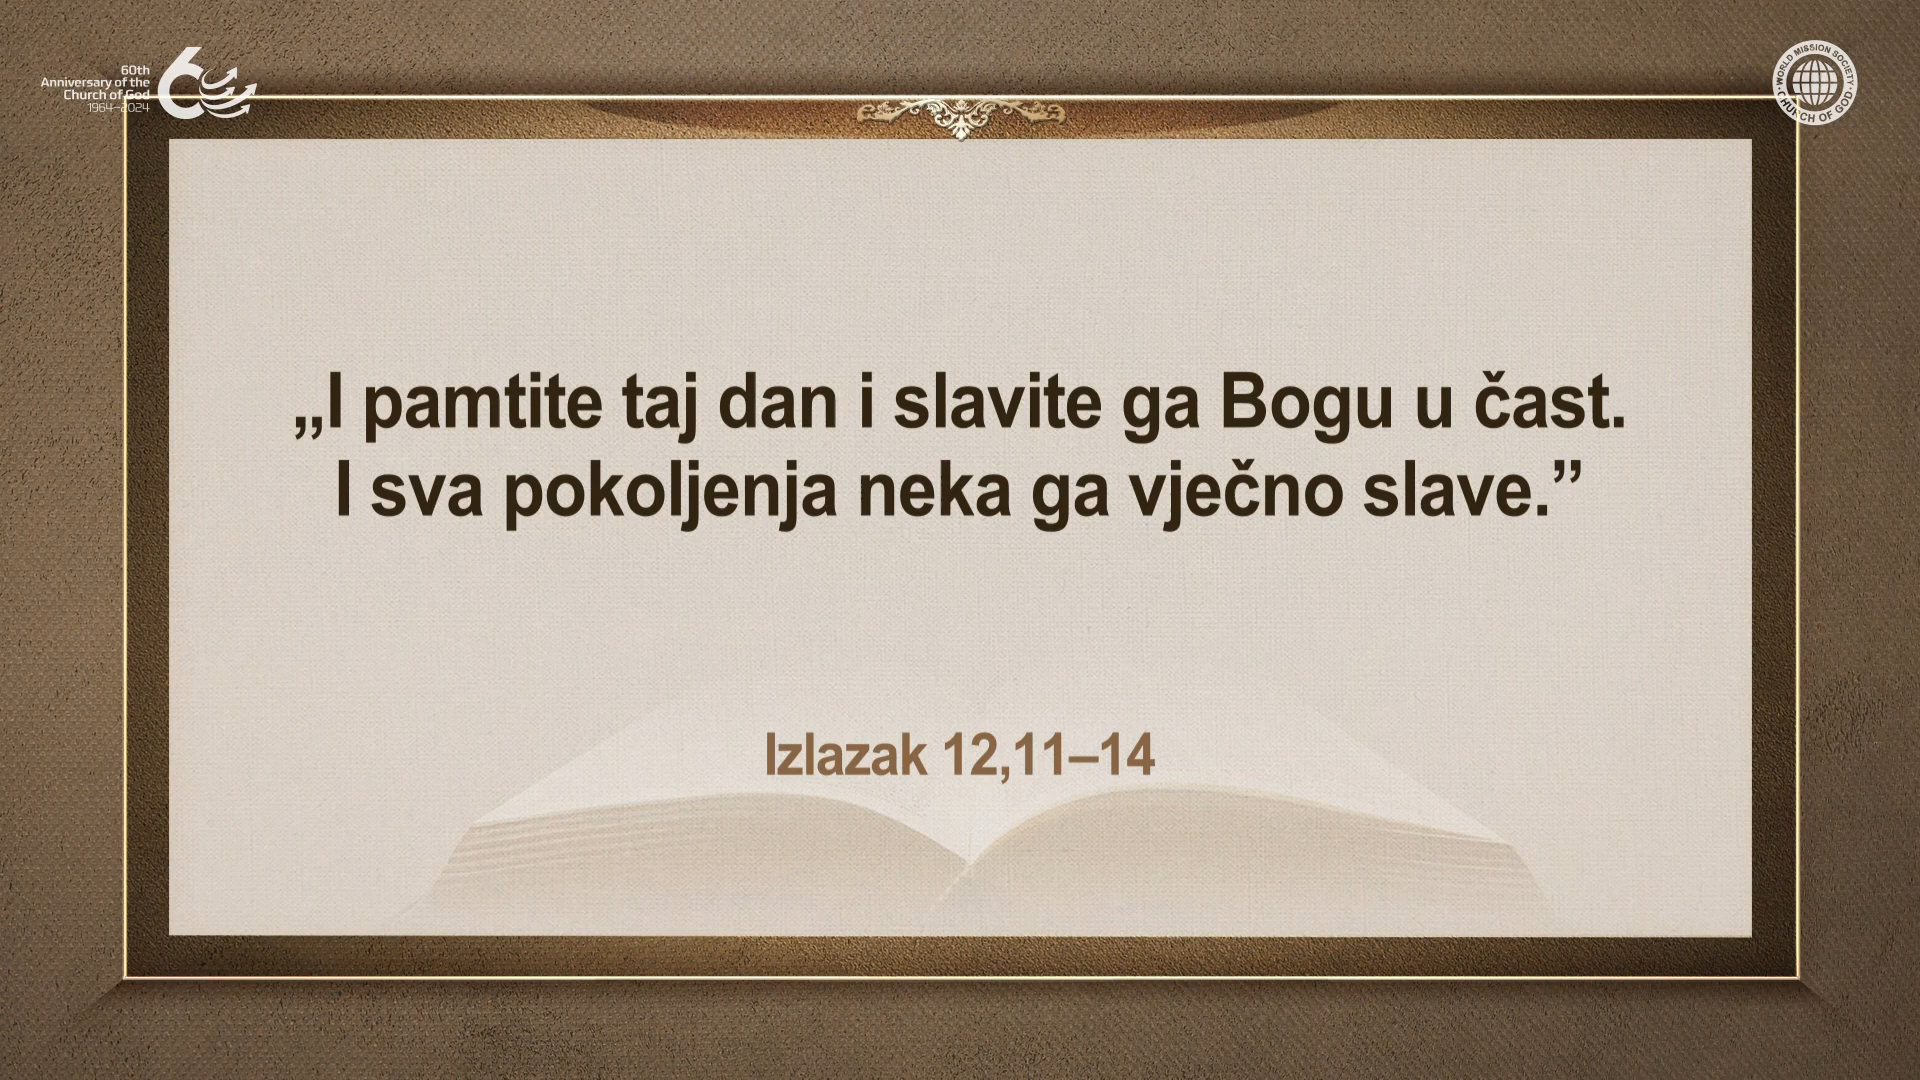 60th
Anniversary of the
Church of God
1964–2024
WORLD MISSION SOCIETY
CHURCH OF GOD
„I pamtite taj dan i slavite ga Bogu u čast.
I sva pokoljenja neka ga vječno slave.”
Izlazak 12,11–14